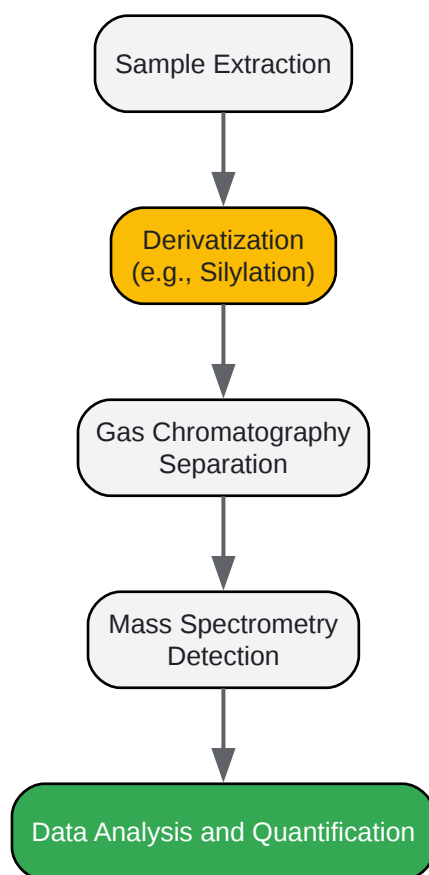 Sample Extraction
Derivatization
(e.g., Silylation)
Gas Chromatography
Separation
Mass Spectrometry
Detection
Data Analysis and Quantification